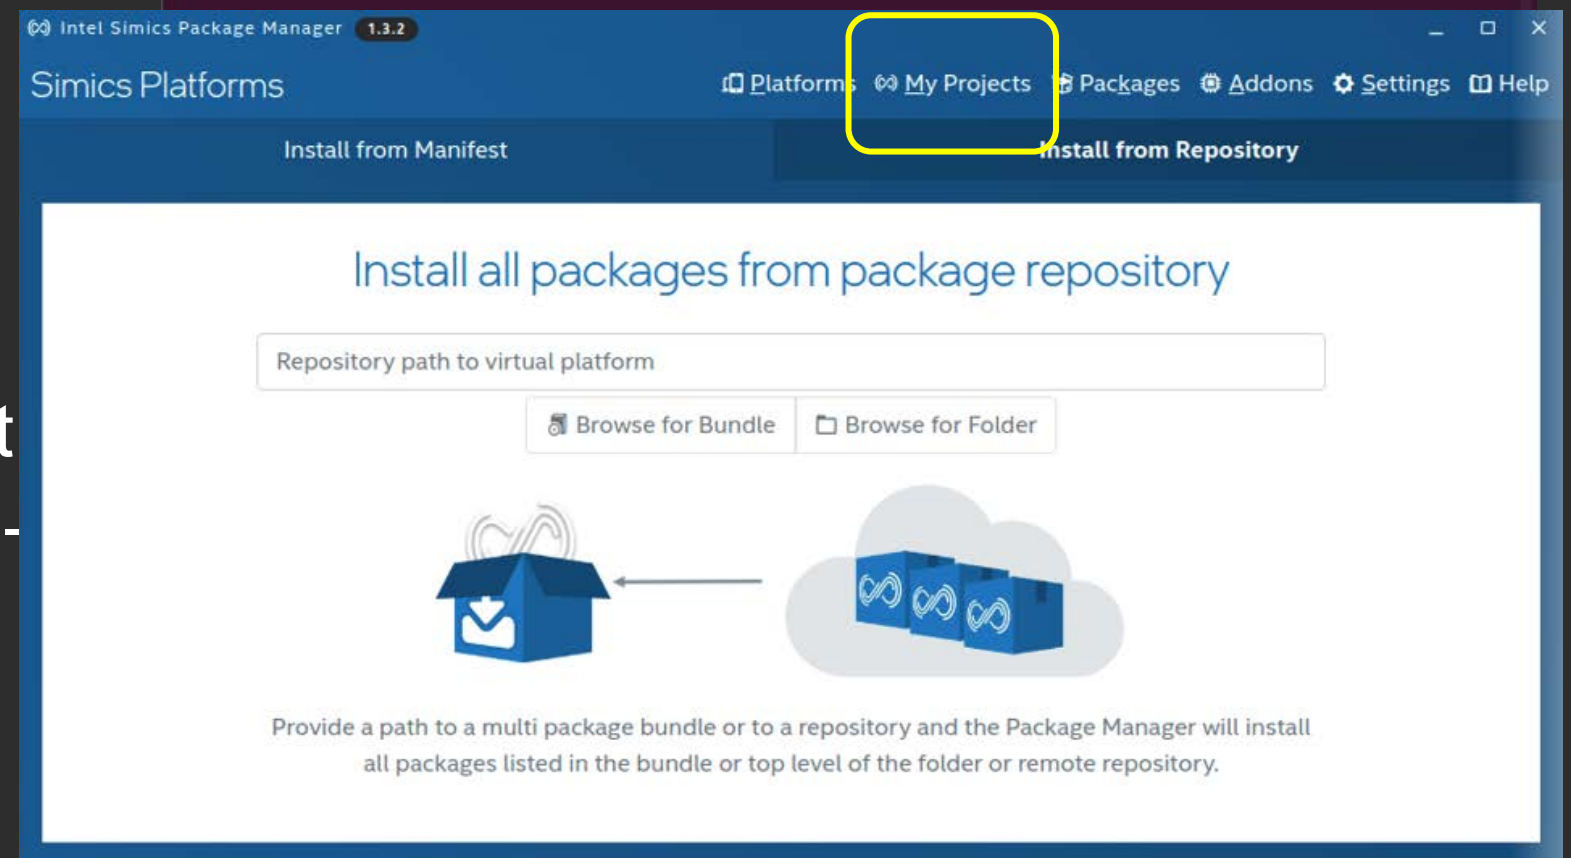 Intel Simics Package Manager 1.3.2
Simics Platforms
Platforms My Projects Packages Addons Settings Help
Install from Manifest
Install from Repository
Install all packages from package repository
Repository path to virtual platform
Browse for Bundle
Browse for Folder
t
-
Provide a path to a multi package bundle or to a repository and the Package Manager will install
all packages listed in the bundle or top level of the folder or remote repository.